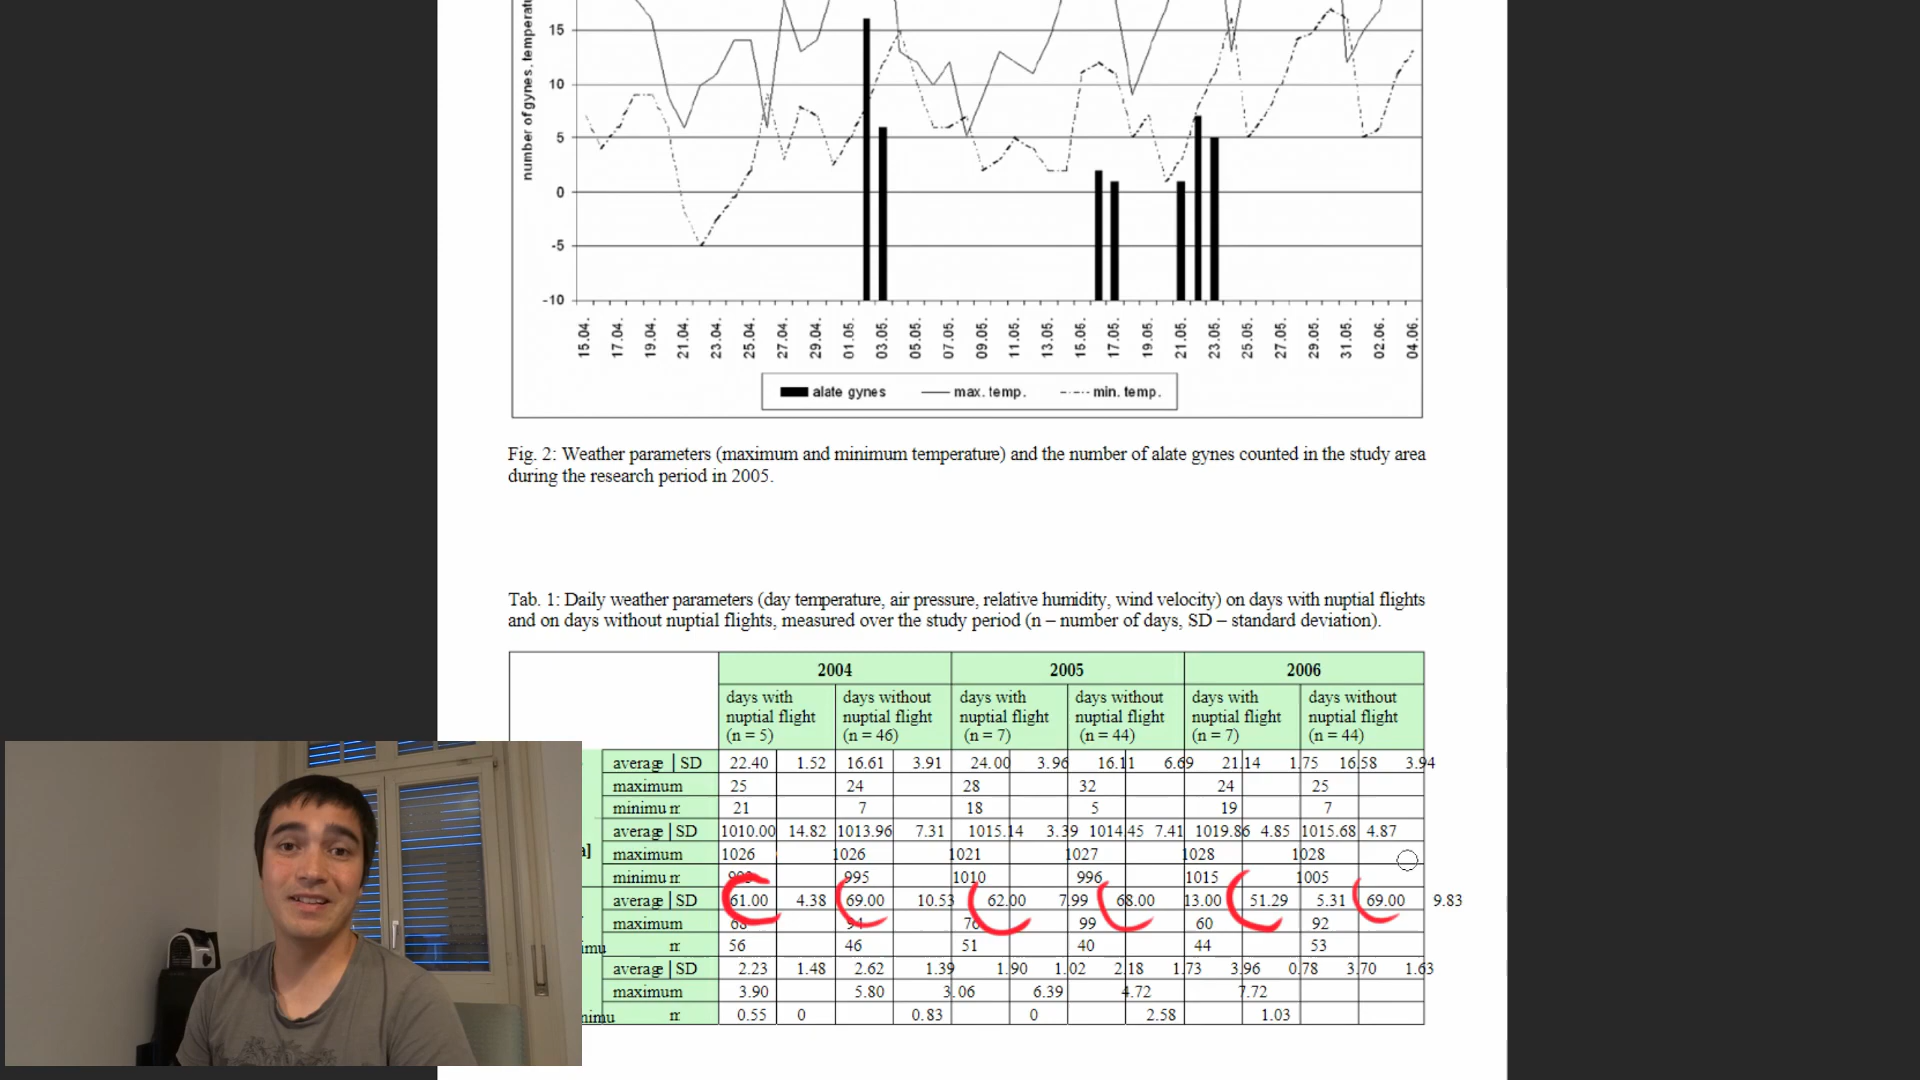 number of gynes, temperatu
15
10
5
0
-5
-10
15.04. 17.04. 19.04. 21.04. 23.04. 25.04. 27.04. 29.04. 01.05. 03.05. 05.05. 07.05. 09.05. 11.05. 13.05. 15.05. 17.05. 19.05. 21.05. 23.05. 25.05. 27.05. 29.05. 31.05. 02.06. 04.06.
alate gynes max. temp. min. temp.
Fig. 2: Weather parameters (maximum and minimum temperature) and the number of alate gynes counted in the study area
during the research period in 2005.
Tab. 1: Daily weather parameters (day temperature, air pressure, relative humidity, wind velocity) on days with nuptial flights
and on days without nuptial flights, measured over the study period (n – number of days, SD – standard deviation).
2004 2005 2006
days with days without days with days without days with days without
nuptial flight nuptial flight nuptial flight nuptial flight nuptial flight nuptial flight
(n = 5) (n = 46) (n = 7) (n = 44) (n = 7) (n = 44)
average | SD 22.40 1.52 16.61 3.91 24.00 3.96 16.11 6.69 21.14 1.75 16.58 3.94
maximum 25 24 28 32 24 25
minimum 21 7 18 5 19 7
average | SD 1010.00 14.82 1013.96 7.31 1015.14 3.39 1014.45 7.41 1019.86 4.85 1015.68 4.87
a] maximum 1026 1026 1021 1027 1028 1028
minimum 995 1010 996 1015 1005
average | SD 61.00 4.38 69.00 10.53 62.00 7.99 68.00 13.00 51.29 5.31 69.00 9.83
maximum 68 94 76 99 60 92
imu m 56 46 51 40 44 53
average | SD 2.23 1.48 2.62 1.39 1.90 1.02 2.18 1.73 3.96 0.78 3.70 1.63
maximum 3.90 5.80 3.06 6.39 4.72 7.72
nimu m 0.55 0 0.83 0 2.58 1.03